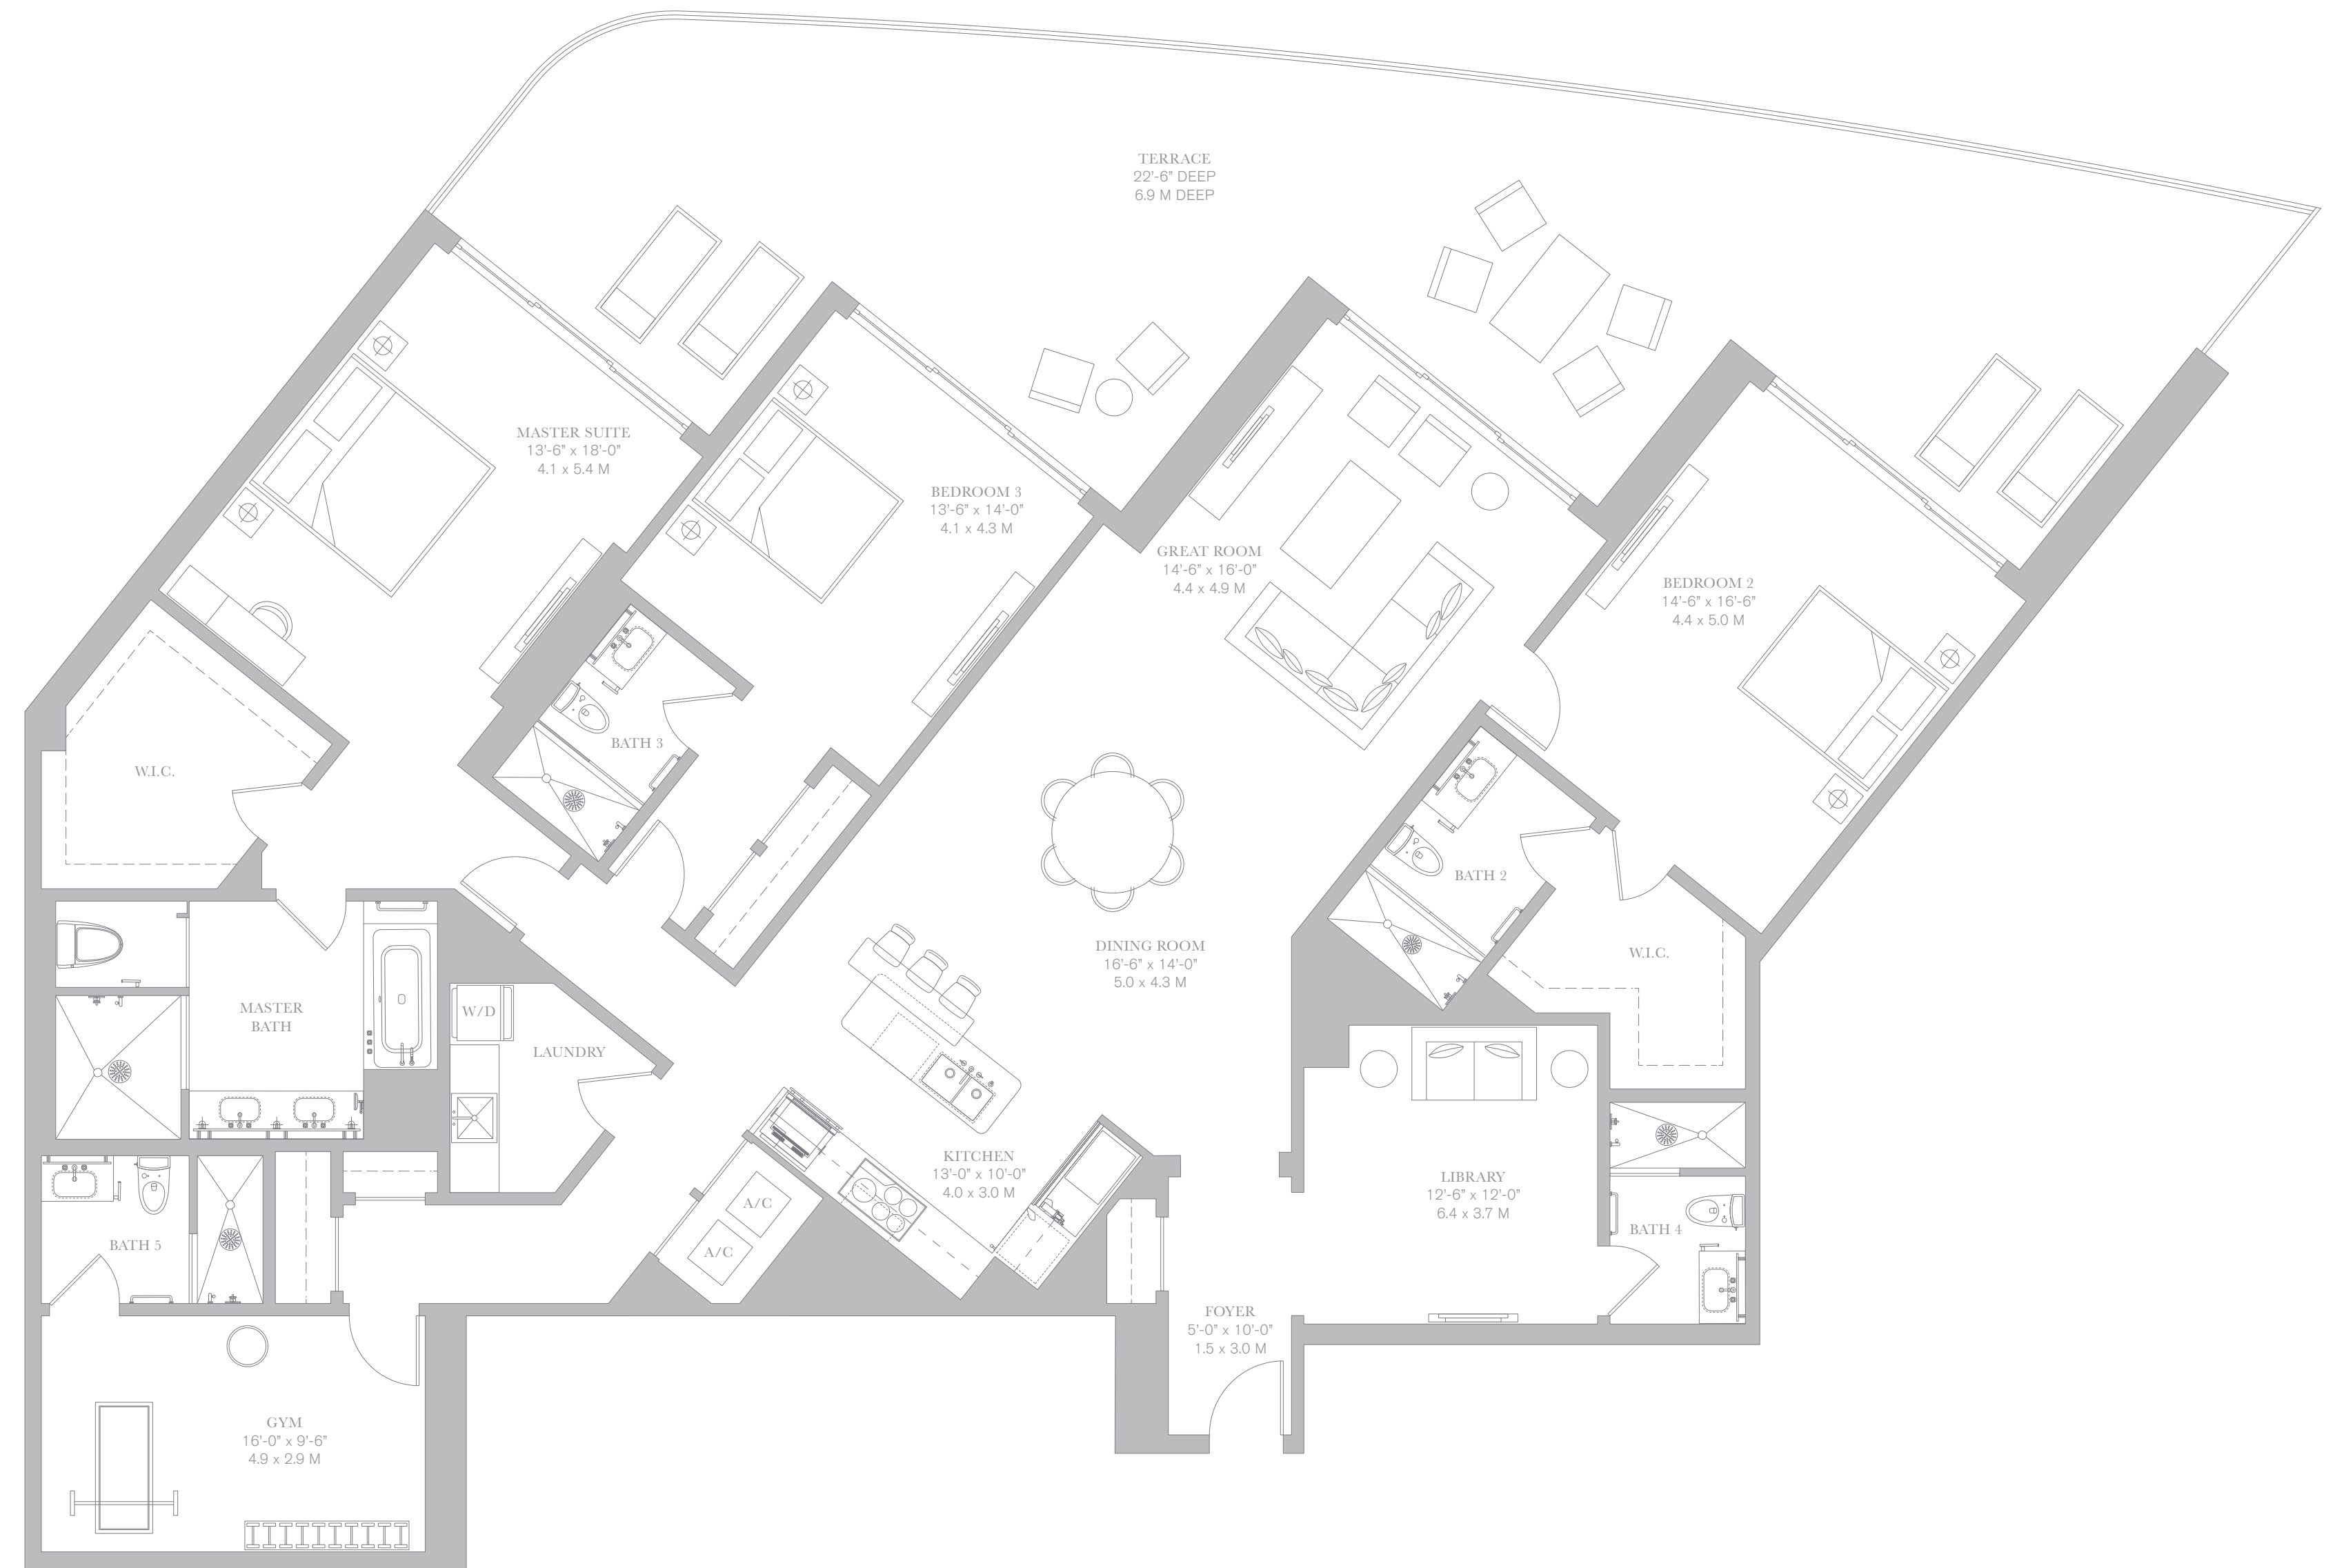 TERRACE
22'-6" DEEP
6.9 M DEEP
MASTER SUITE
13'-6" x 18'-0"
4.1 x 5.4 M
BEDROOM 3
13'-6" x 14'-0"
4.1 x 4.3 M
GREAT ROOM
14'-6" x 16'-0"
4.4 x 4.9 M
BEDROOM 2
14'-6" x 16'-6"
4.4 x 5.0 M
BATH 3
W.I.C.
BATH 2
DINING ROOM
16'-6" x 14'-0"
5.0 x 4.3 M
W.I.C.
MASTER
BATH
W/D
LAUNDRY
KITCHEN
13'-0" x 10'-0"
4.0 x 3.0 M
LIBRARY
12'-6" x 12'-0"
6.4 x 3.7 M
A/C
A/C
BATH 4
BATH 5
FOYER
5'-0" x 10'-0"
1.5 x 3.0 M
GYM
16'-0" x 9'-6"
4.9 x 2.9 M